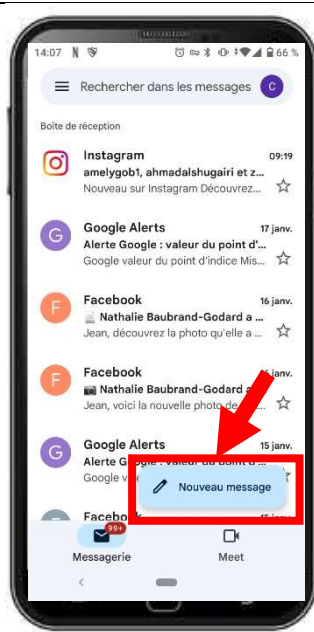 14:07 N 66 %
Rechercher dans les messages C
Boîte de réception
Instagram 09:19
amelygob1, ahmadalshugairi et z...
Nouveau sur Instagram Découvrez...
G Google Alerts 17 janv.
Alerte Google : valeur du point d'...
Google valeur du point d'indice Mis...
F Facebook 16 janv.
Nathalie Baubrand-Godard a ...
Jean, découvrez la photo qu'elle a ...
F Facebook janv.
Nathalie Baubrand-Godard a
Jean, voici la nouvelle photo de
G Google Alerts 15 janv.
Alerte Google : valeur du point d...
Google
Nouveau message
Facebook
99+
Messagerie Meet